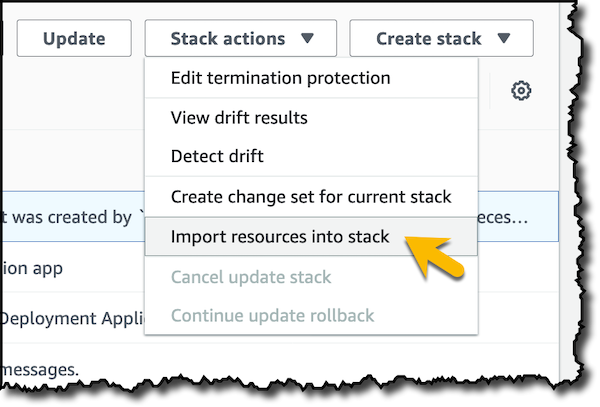 Update
Stack actions
Create stack
Edit termination protection
View drift results
Detect drift
Create change set for current stack
t was created by ` eces...
Import resources into stack
ion app
Cancel update stack
Deployment Applic
Continue update rollback
messages.